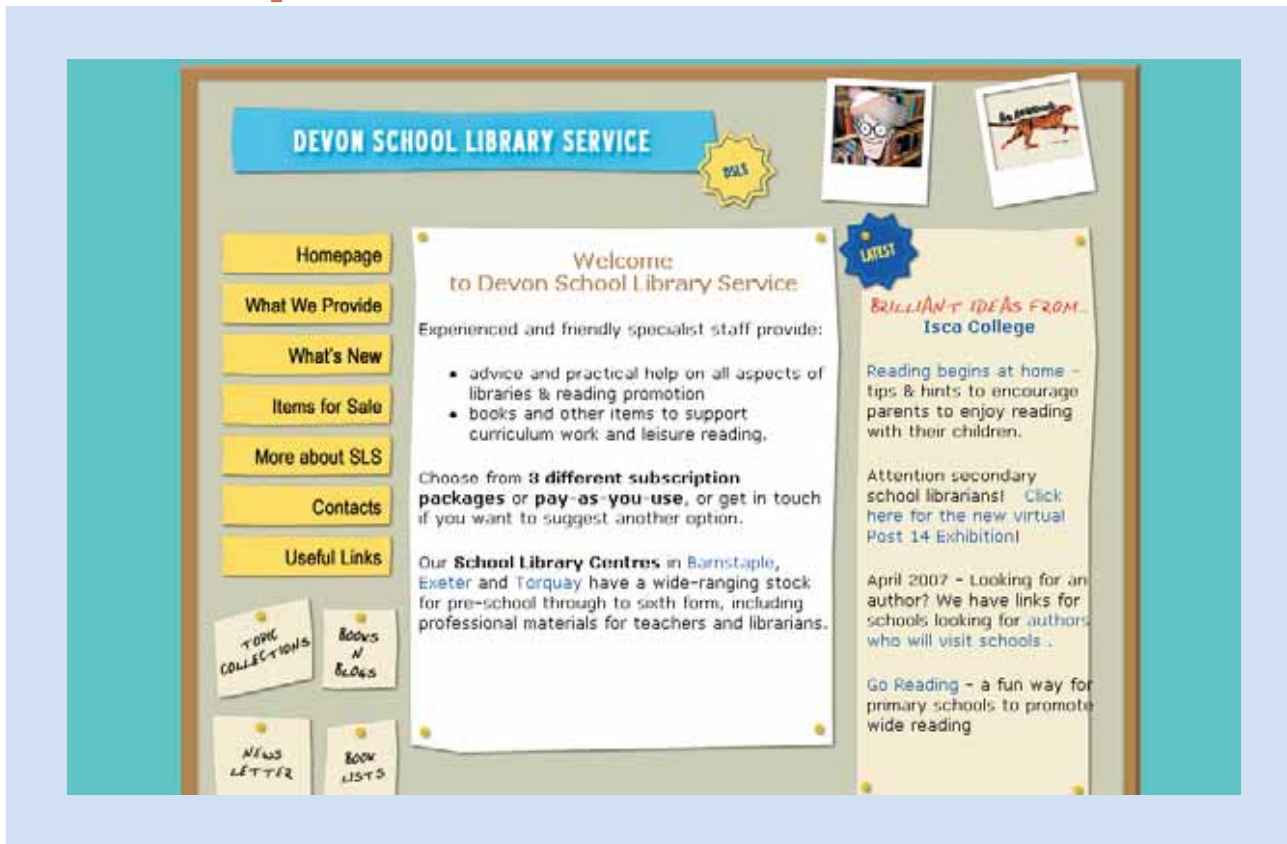 DEVON SCHOOL LIBRARY SERVICE
DSLS
Homepage
What We Provide
What's New
Items for Sale
More about SLS
Contacts
Useful Links
TOPIC
COLLECTIONS
BOOKS
N
BLOGS
NEWS
LETTER
BOOK
LISTS
Welcome
to Devon School Library Service
Experienced and friendly specialist staff provide:
• advice and practical help on all aspects of
libraries & reading promotion
• books and other items to support
curriculum work and leisure reading.
Choose from 3 different subscription
packages or pay-as-you-use, or get in touch
if you want to suggest another option.
Our School Library Centres in Barnstaple,
Exeter and Torquay have a wide-ranging stock
for pre-school through to sixth form, including
professional materials for teachers and librarians.
LATEST
BRILLIANT IDEAS FROM...
Isca College
Reading begins at home -
tips & hints to encourage
parents to enjoy reading
with their children.
Attention secondary
school librarians! Click
here for the new virtual
Post 14 Exhibition!
April 2007 - Looking for an
author? We have links for
schools looking for authors
who will visit schools .
Go Reading - a fun way for
primary schools to promote
wide reading